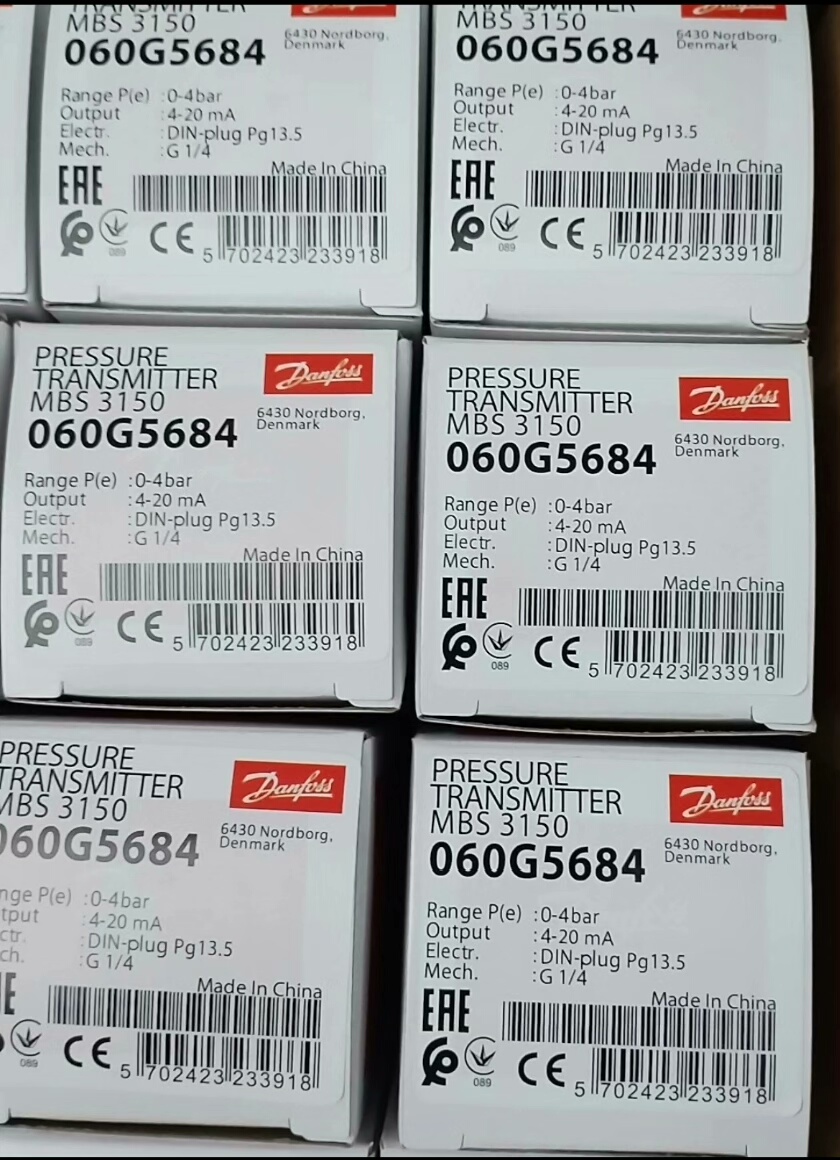 MBS 3150
060G5684
6430 Nordborg,
Denmark
Range P(e) :0-4bar
Output :4-20 mA
Electr. :DIN-plug Pg13.5
Mech. :G 1/4
Made In China
EAC
089
CE
5 702423 233918
TRANSMITTER
MBS 3150
060G5684
6430 Nordborg,
Denmark
Range P(e) :0-4bar
Output :4-20 mA
Electr. :DIN-plug Pg13.5
Mech. :G 1/4
Made In China
EAC
089
CE
5 702423 233918
PRESSURE
TRANSMITTER
MBS 3150
060G5684
Danfoss
6430 Nordborg,
Denmark
Range P(e) :0-4bar
Output :4-20 mA
Electr. :DIN-plug Pg13.5
Mech. :G 1/4
Made In China
EAC
089
CE
5 702423 233918
PRESSURE
TRANSMITTER
MBS 3150
060G5684
Danfoss
6430 Nordborg,
Denmark
Range P(e) :0-4bar
Output :4-20 mA
Electr. :DIN-plug Pg13.5
Mech. :G 1/4
Made In China
EAC
089
CE
5 702423 233918
PRESSURE
TRANSMITTER
MBS 3150
060G5684
Danfoss
6430 Nordborg,
Denmark
nge P(e) :0-4bar
tput :4-20 mA
ctr. :DIN-plug Pg13.5
ch. :G 1/4
Made In China
089
CE
5 702423 233918
PRESSURE
TRANSMITTER
MBS 3150
060G5684
Danfoss
6430 Nordborg,
Denmark
Range P(e) :0-4bar
Output :4-20 mA
Electr. :DIN-plug Pg13.5
Mech. :G 1/4
Made In China
EAC
089
CE
5 702423 233918